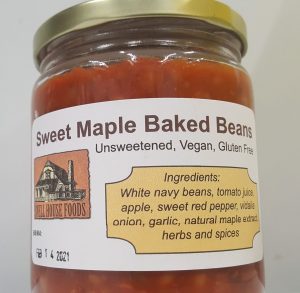 Sweet Maple Baked Beans
Unsweetened, Vegan, Gluten Free
Ingredients:
White navy beans, tomato juice,
apple, sweet red pepper, vidalia
onion, garlic, natural maple extract,
herbs and spices
HOUSE FOODS
FEB 4 2021